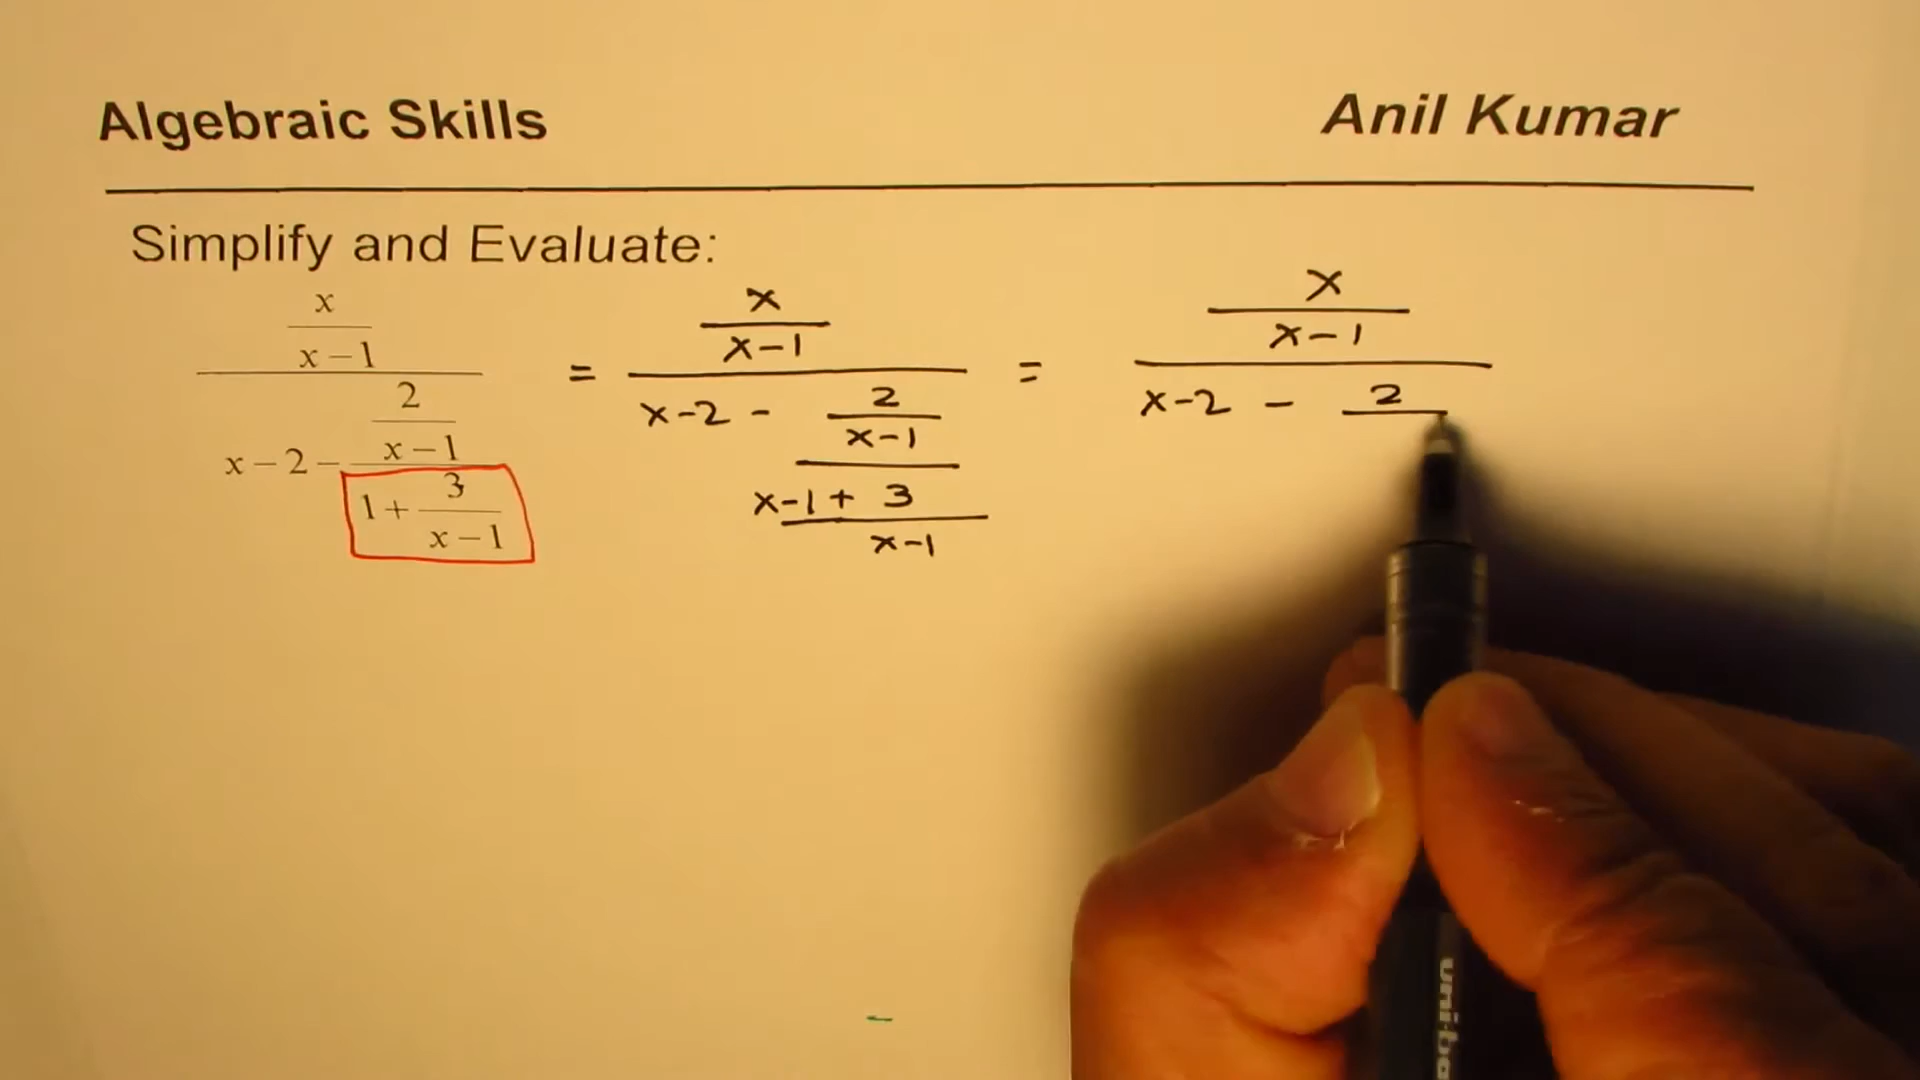 Algebraic Skills
Anil Kumar
Simplify and Evaluate:
x
x − 1
2
x − 1
x − 2 −
3
1 +
x − 1
=
x
x-1
x-2 -
2
x-1
x-1 + 3
x-1
=
x
x-1
x-2 - 2
uni-ba